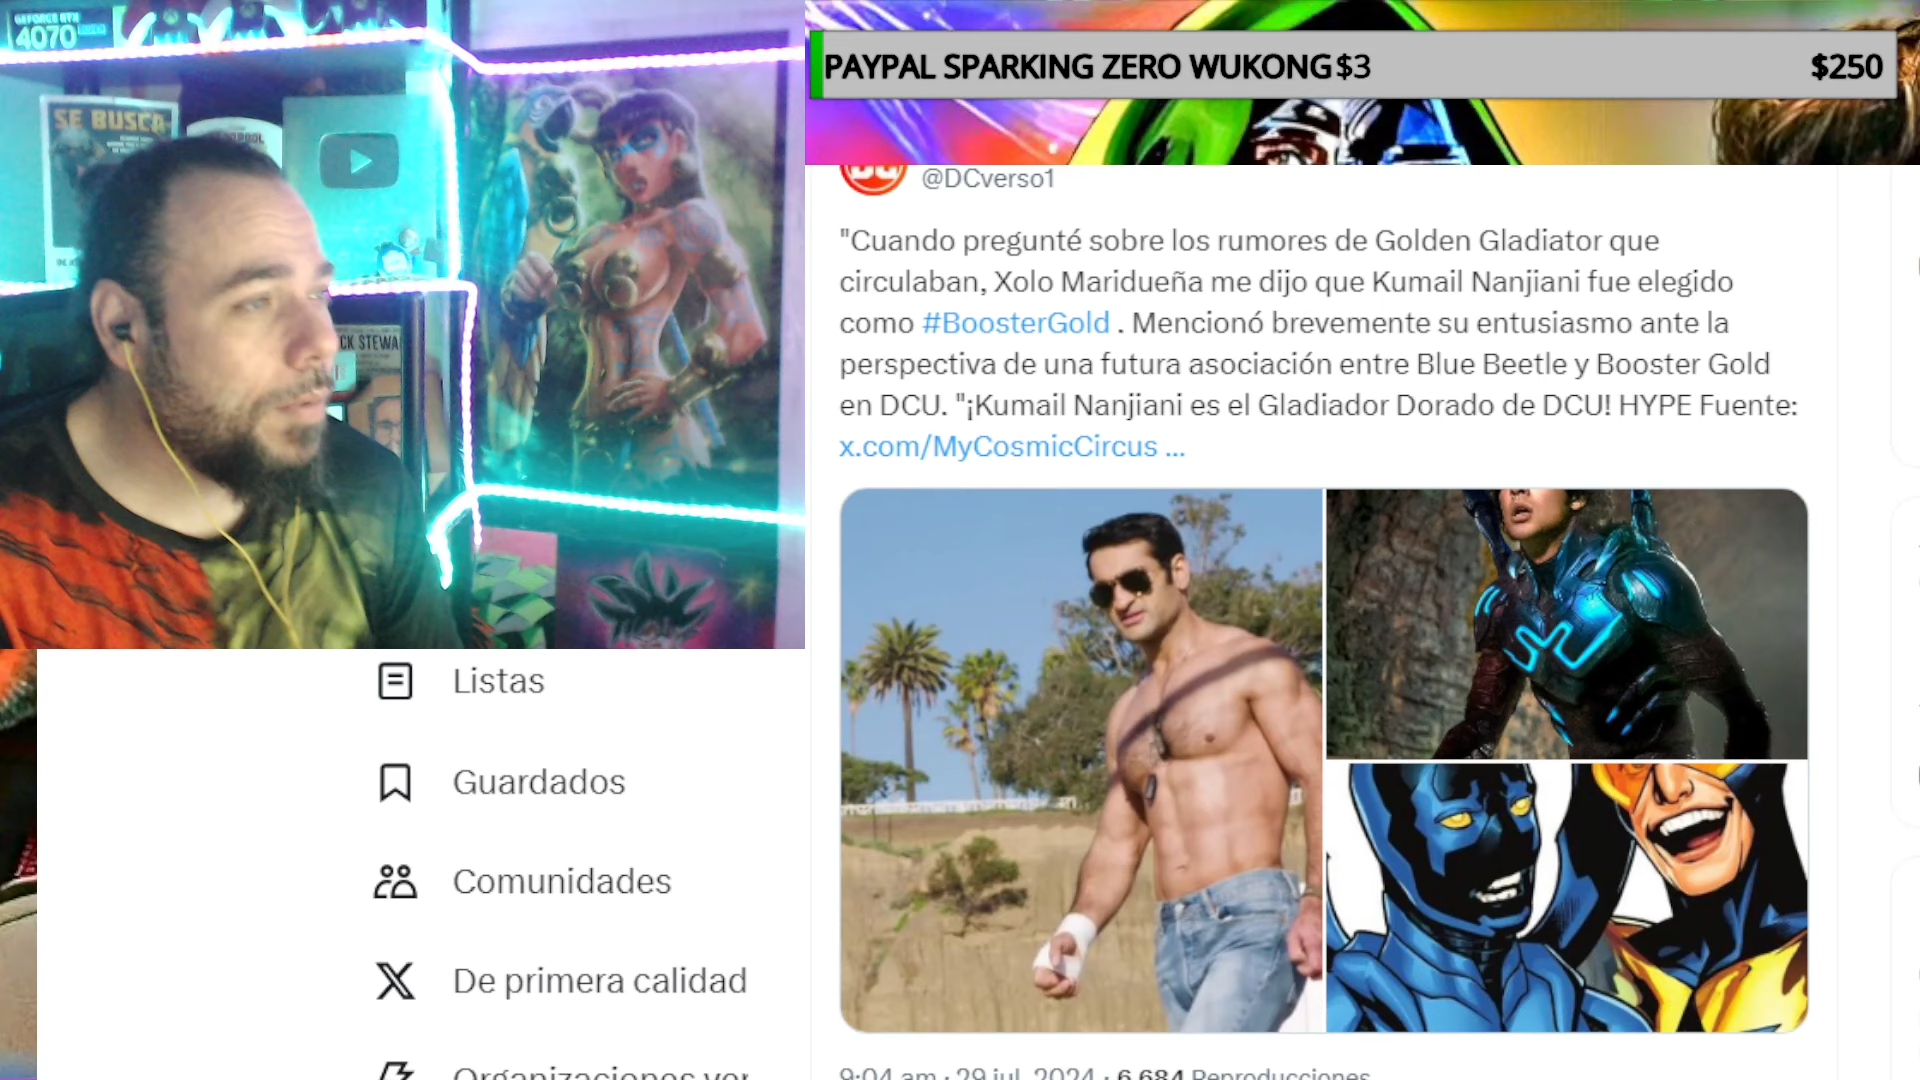 GEFORCE RTX
4070
SE BUSCA
CK STEWA
PAYPAL SPARKING ZERO WUKONG $3
$250
@DCverso1
"Cuando pregunté sobre los rumores de Golden Gladiator que
circulaban, Xolo Maridueña me dijo que Kumail Nanjiani fue elegido
como #BoosterGold . Mencionó brevemente su entusiasmo ante la
perspectiva de una futura asociación entre Blue Beetle y Booster Gold
en DCU. "¡Kumail Nanjiani es el Gladiador Dorado de DCU! HYPE Fuente:
x.com/MyCosmicCircus ...
Listas
Guardados
Comunidades
De primera calidad
Organizaciones ver
9:04 am · 29 jul. 2024 · 6,684 Reproducciones